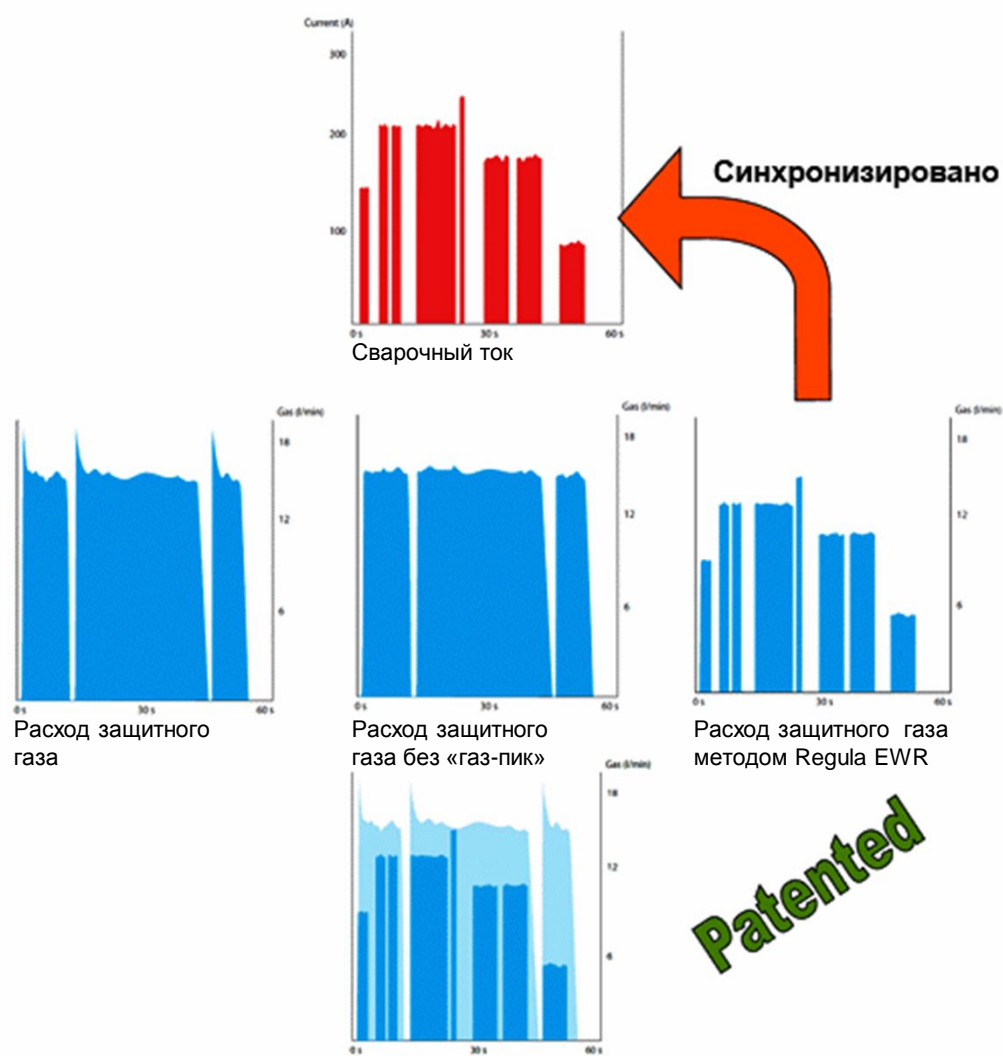 Current (A)
300
200
100
0 s 30 s 60 s
Сварочный ток
Синхронизировано
Gas (l/min)
18
12
6
0 s 30 s 60 s
Расход защитного
газа
Gas (l/min)
18
12
6
0 s 30 s 60 s
Расход защитного
газа без «газ-пик»
Gas (l/min)
18
12
6
0 s 30 s 60 s
Расход защитного газа
методом Regula EWR
Gas (l/min)
18
12
6
0 s 30 s 60 s
Patented